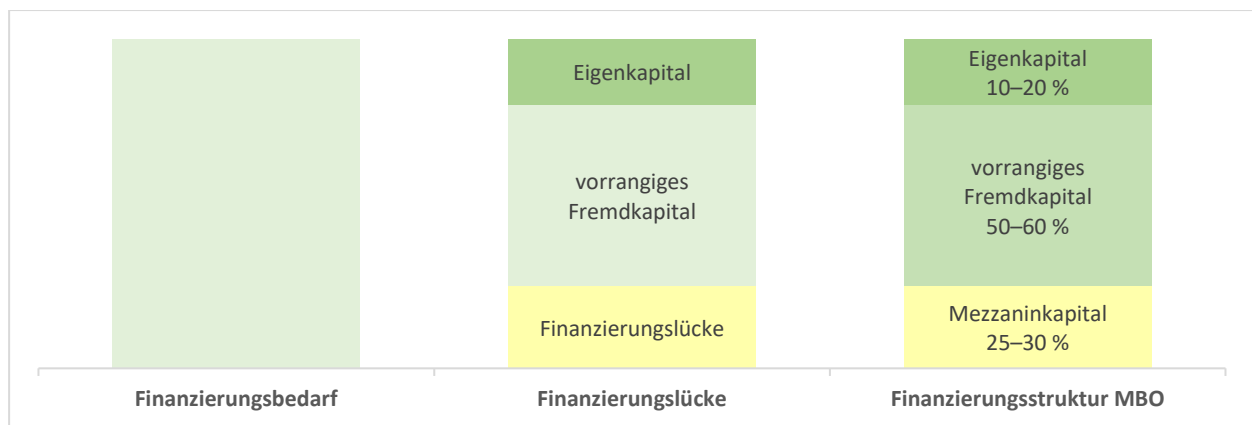 Eigenkapital
vorrangiges
Fremdkapital
Finanzierungslücke
Eigenkapital
10–20 %
vorrangiges
Fremdkapital
50–60 %
Mezzaninkapital
25–30 %
Finanzierungsbedarf
Finanzierungslücke
Finanzierungsstruktur MBO